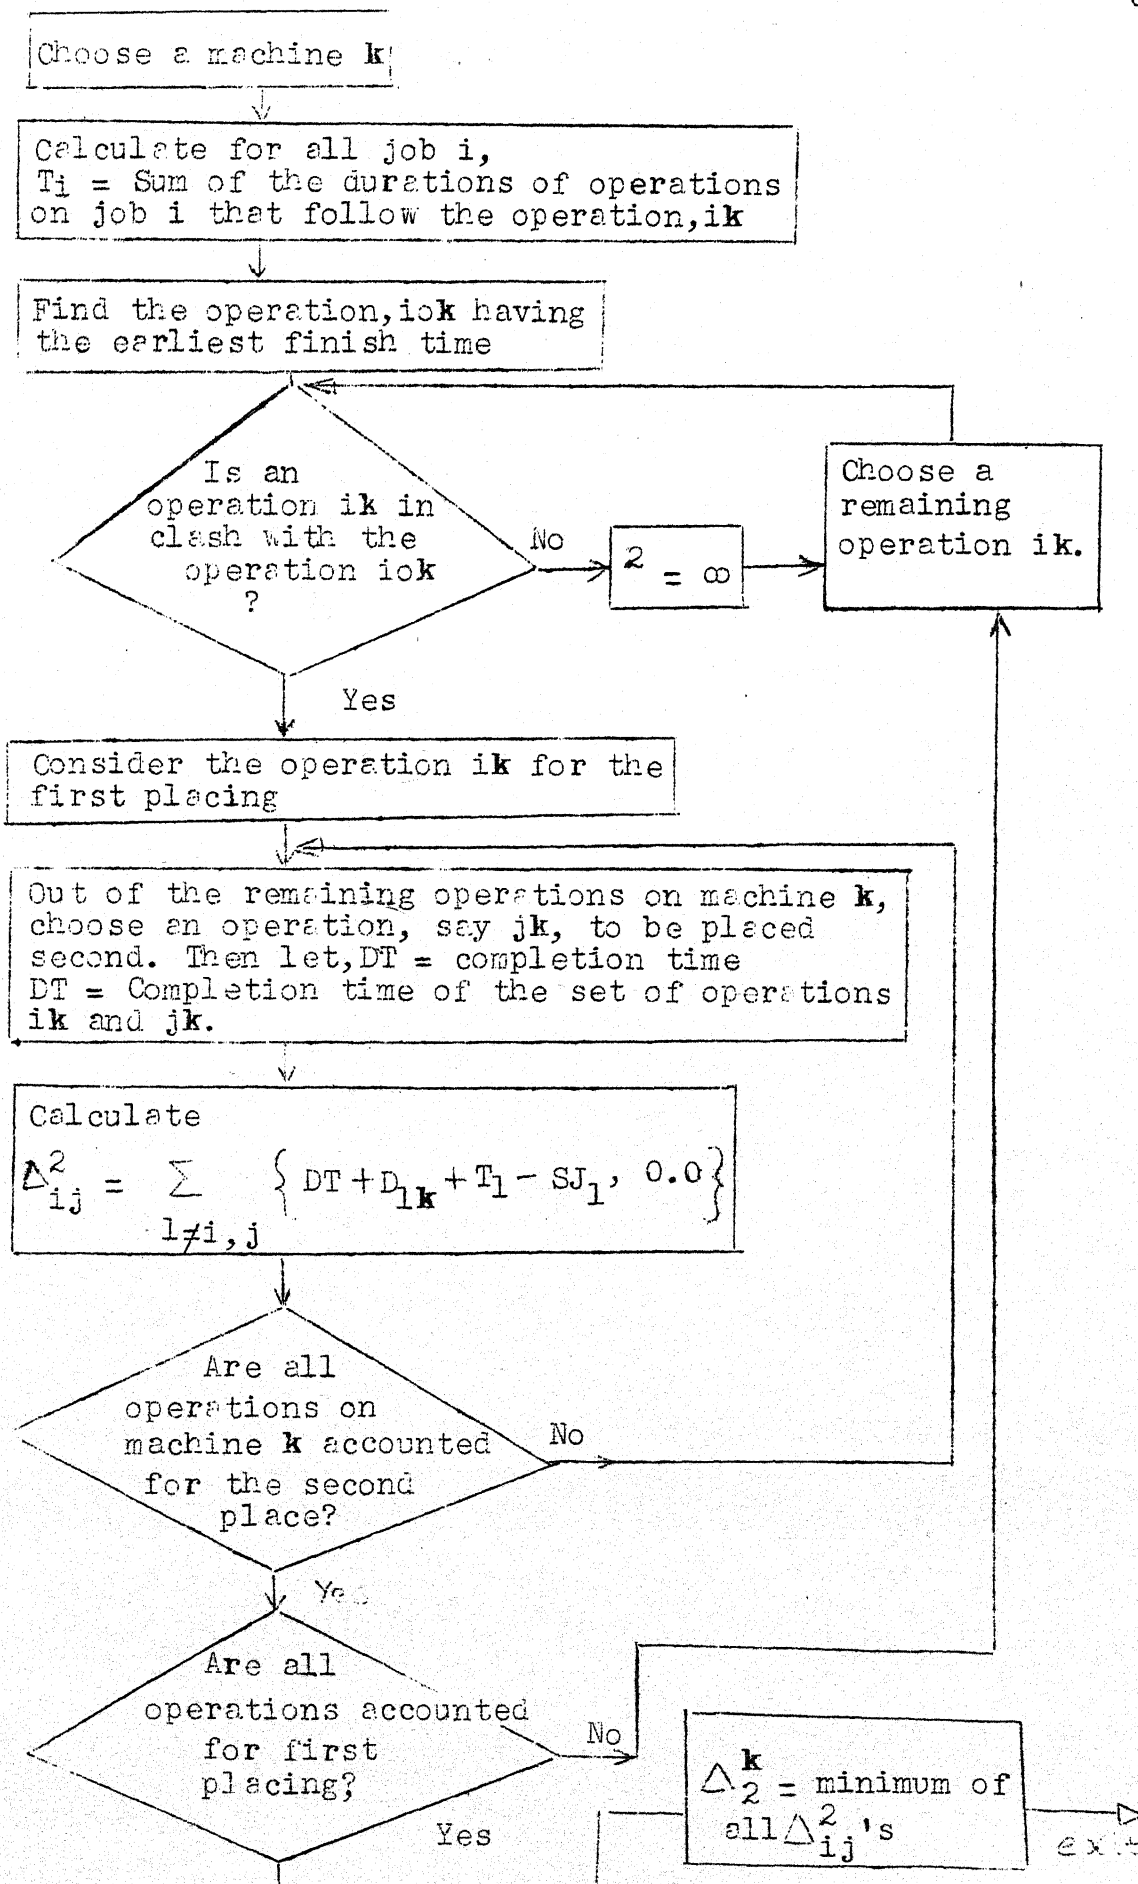 Choose a machine k
Calculate for all job i,
Ti = Sum of the durations of operations
on job i that follow the operation,ik
Find the operation,iok having
the earliest finish time
Is an
operation ik in
clash with the
operation iok
?
No
2 = ∞
Choose a
remaining
operation ik.
Yes
Consider the operation ik for the
first placing
Out of the remaining operations on machine k,
choose an operation, say jk, to be placed
second. Then let,DT = completion time
DT = Completion time of the set of operations
ik and jk.
Calculate
Δ²ij = Σ l≠i,j { DT + Dlk + Tl - SJl, 0.0 }
Are all
operations on
machine k accounted
for the second
place?
No
Yes
Are all
operations accounted
for first
placing?
No
Yes
Δ₂ᵏ = minimum of
all Δ²ij's
exit